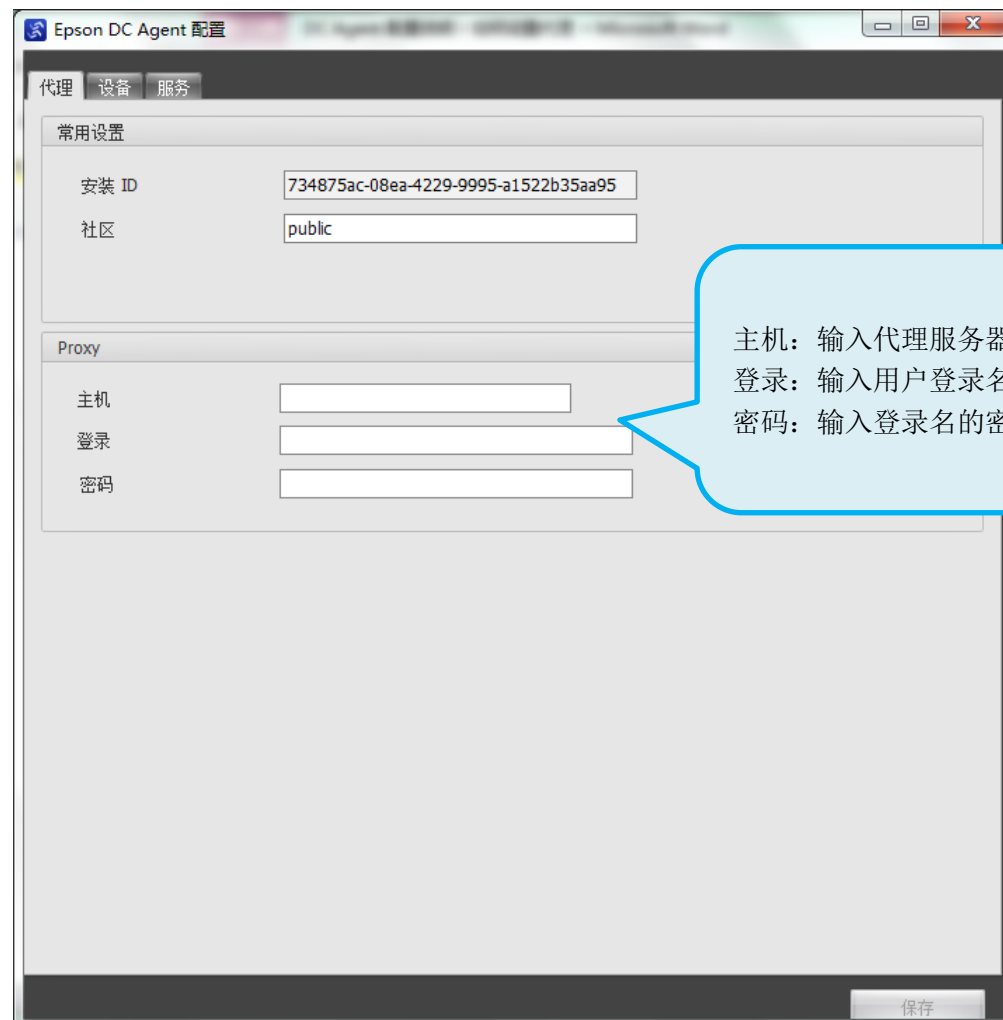 Epson DC Agent 配置
代理 设备 服务
常用设置
安装 ID 734875ac-08ea-4229-9995-a1522b35aa95
社区 public
Proxy
主机
登录
密码
主机：输入代理服务器
登录：输入用户登录名
密码：输入登录名的密
保存